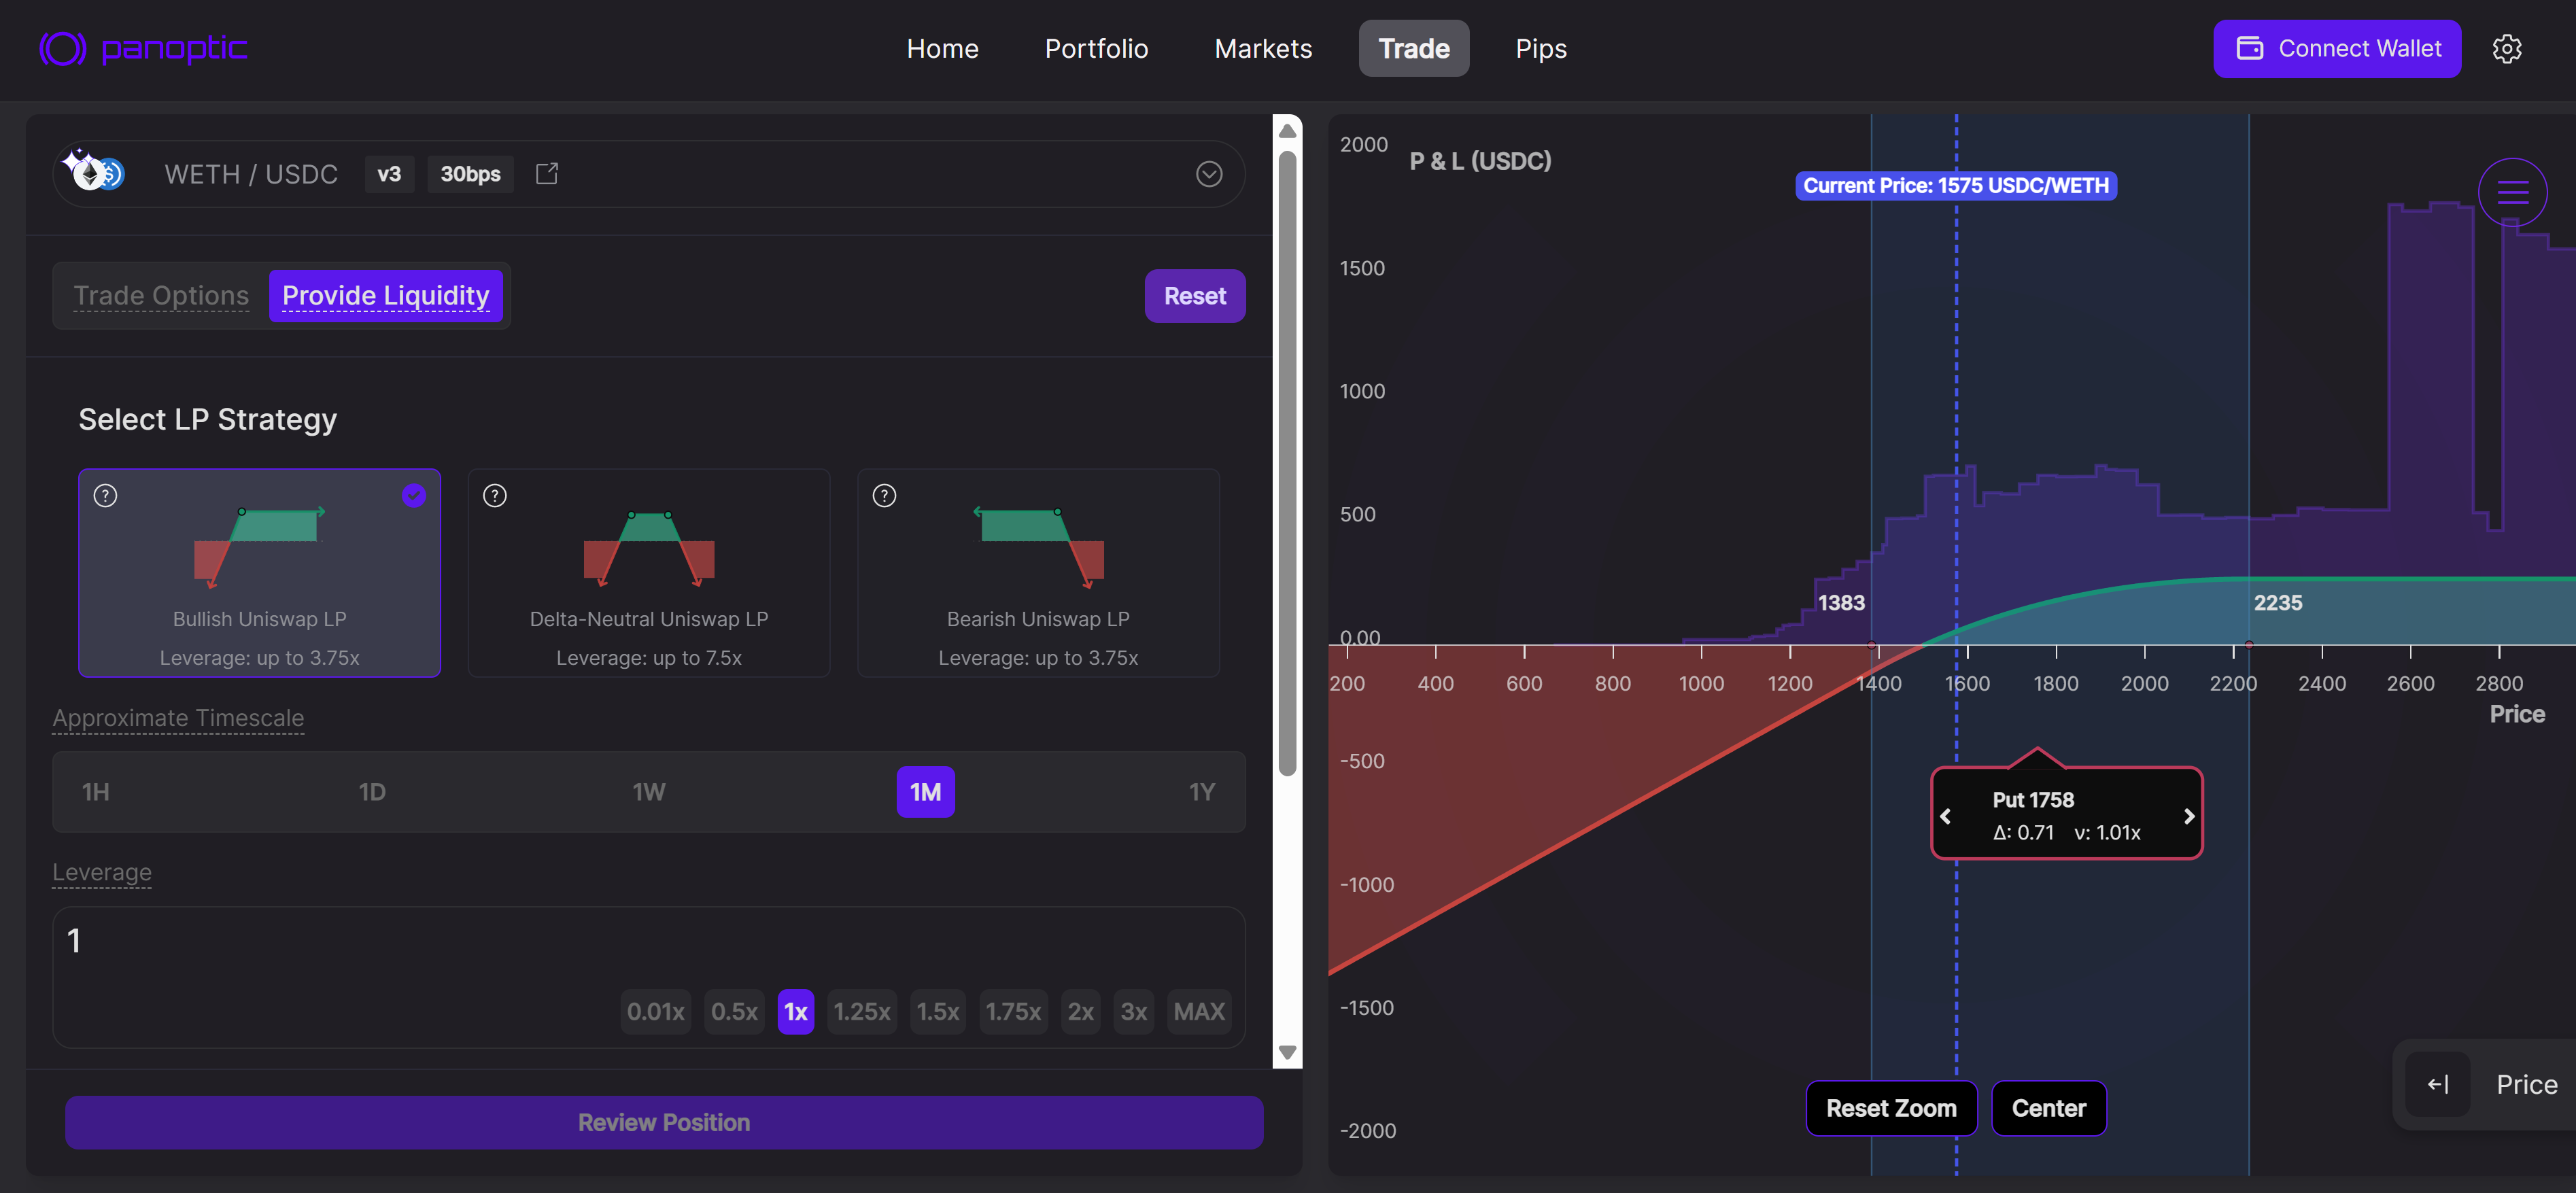 panoptic
Home Portfolio Markets Trade Pips
Connect Wallet
WETH / USDC v3 30bps
Trade Options Provide Liquidity
Reset
Select LP Strategy
?
Bullish Uniswap LP
Leverage: up to 3.75x
?
Delta-Neutral Uniswap LP
Leverage: up to 7.5x
?
Bearish Uniswap LP
Leverage: up to 3.75x
Approximate Timescale
1H 1D 1W 1M 1Y
Leverage
1
0.01x 0.5x 1x 1.25x 1.5x 1.75x 2x 3x MAX
Review Position
P & L (USDC)
Current Price: 1575 USDC/WETH
2000
1500
1000
500
0.00
-500
-1000
-1500
-2000
1383
2235
200 400 600 800 1000 1200 1400 1600 1800 2000 2200 2400 2600 2800
Price
Put 1758
Δ: 0.71 ν: 1.01x
Reset Zoom Center
Price